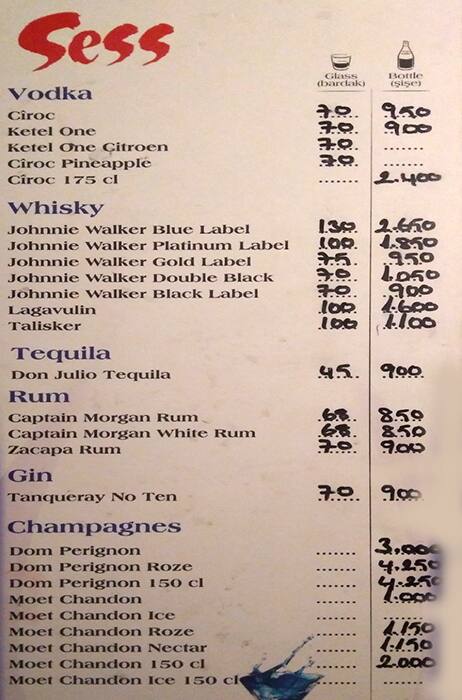 Sess
Glass Bottle
(bardak) (şişe)
Vodka
Cîroc 70 950
Ketel One 70 900
Ketel One Çitroen 70 .......
Cîroc Pineapple 70 .......
Cîroc 175 cl ....... 2.400
Whisky
Johnnie Walker Blue Label 130 2.650
Johnnie Walker Platinum Label 100 1.850
Johnnie Walker Gold Label 75 950
Johnnie Walker Double Black 70 1.050
Johnnie Walker Black Label 70 900
Lagavulin 100 1.600
Talisker 100 1.100
Tequila
Don Julio Tequila 45 900
Rum
Captain Morgan Rum 68 850
Captain Morgan White Rum 68 850
Zacapa Rum 70 900
Gin
Tanqueray No Ten 70 900
Champagnes
Dom Perignon ....... 3.000
Dom Perignon Roze ....... 4.250
Dom Perignon 150 cl ....... 4.250
Moet Chandon ....... 1.000
Moet Chandon Ice ....... .......
Moet Chandon Roze ....... 1.150
Moet Chandon Nectar ....... 1.150
Moet Chandon 150 cl ....... 2.000
Moet Chandon Ice 150 cl ....... .......